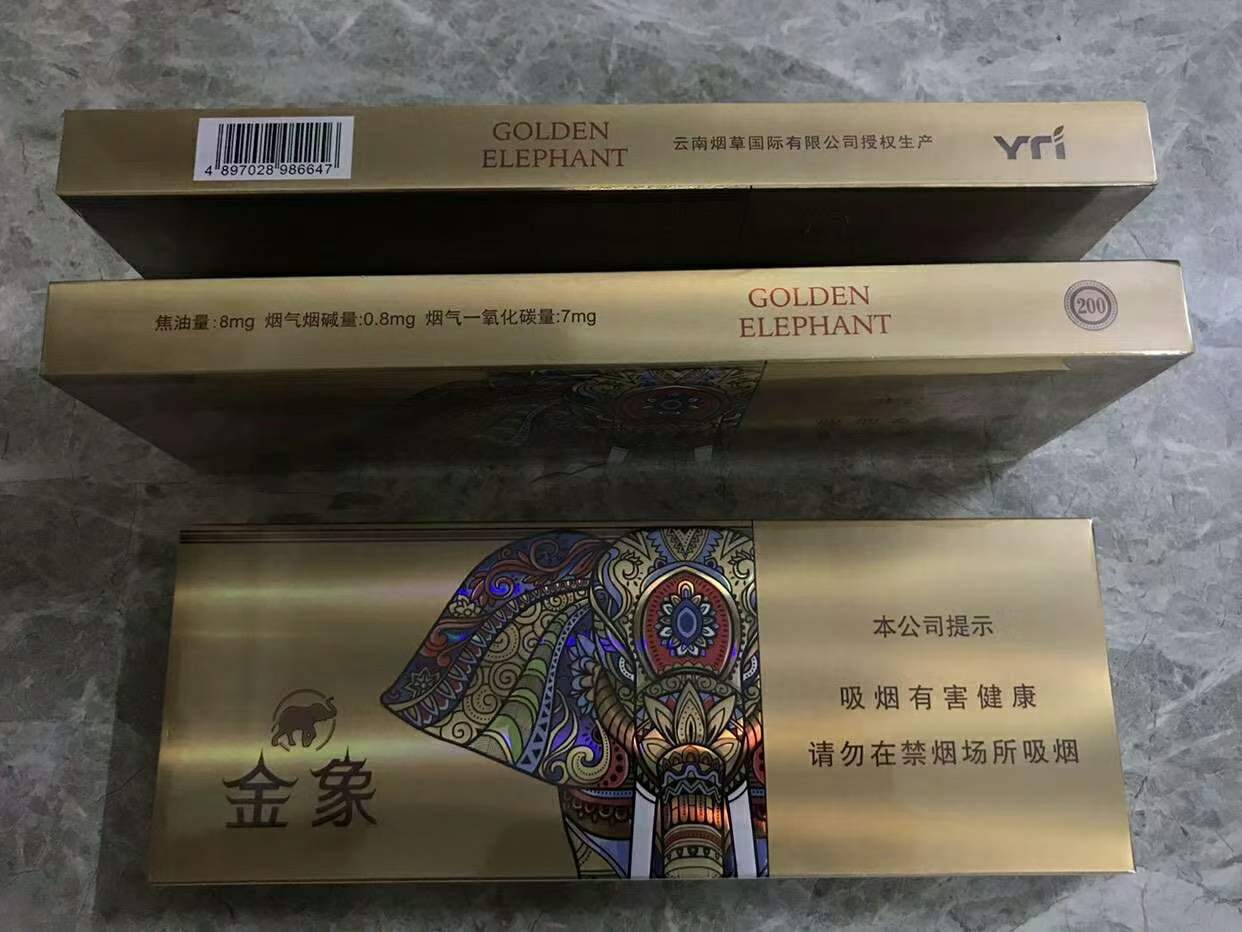 4 897028 986647
GOLDEN
ELEPHANT
云南烟草国际有限公司授权生产
YTI
焦油量:8mg 烟气烟碱量:0.8mg 烟气一氧化碳量:7mg
GOLDEN
ELEPHANT
200
金象
本公司提示
吸烟有害健康
请勿在禁烟场所吸烟